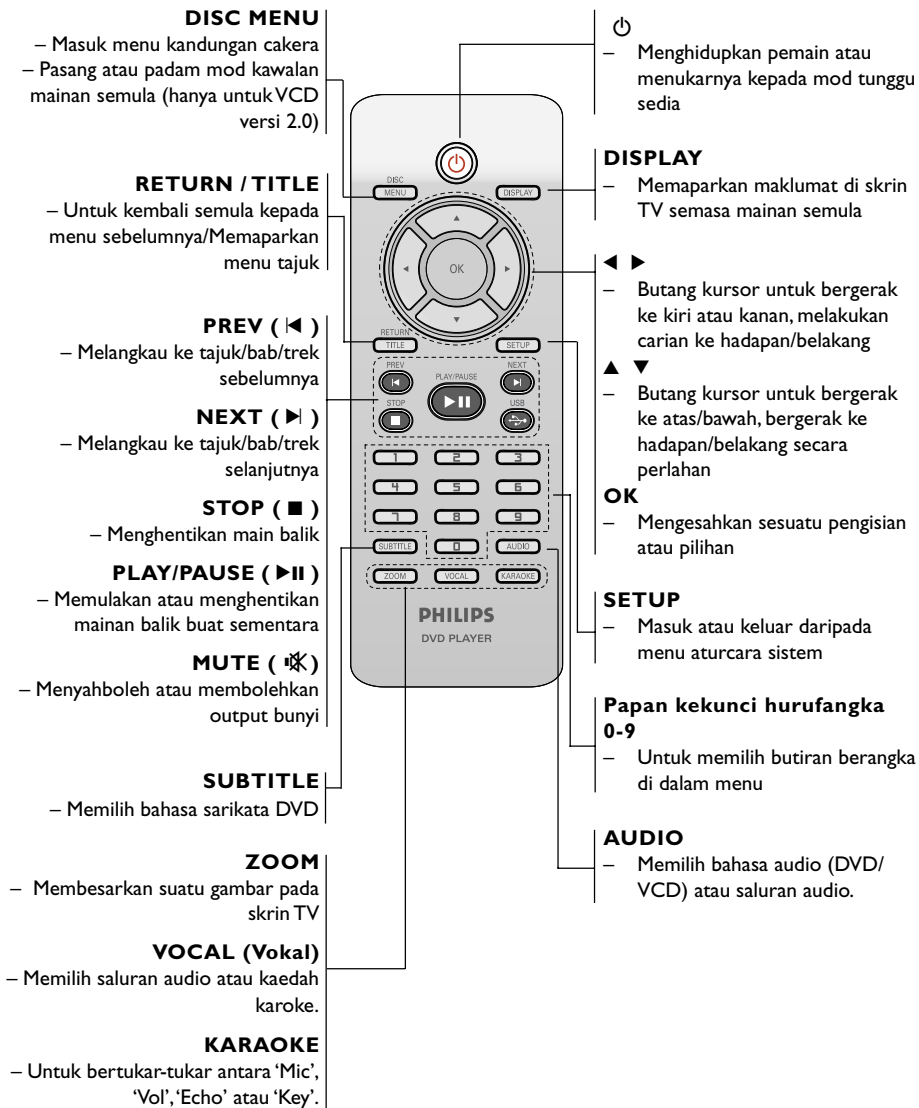 DISC MENU
– Masuk menu kandungan cakera
– Pasang atau padam mod kawalan
mainan semula (hanya untuk VCD
versi 2.0)
RETURN / TITLE
– Untuk kembali semula kepada
menu sebelumnya/Memaparkan
menu tajuk
PREV ( |◀ )
– Melangkau ke tajuk/bab/trek
sebelumnya
NEXT ( ▶| )
– Melangkau ke tajuk/bab/trek
selanjutnya
STOP ( ■ )
– Menghentikan main balik
PLAY/PAUSE ( ▶II )
– Memulakan atau menghentikan
mainan balik buat sementara
MUTE ( 🔇 )
– Menyahboleh atau membolehkan
output bunyi
SUBTITLE
– Memilih bahasa sarikata DVD
ZOOM
– Membesarkan suatu gambar pada
skrin TV
VOCAL (Vokal)
– Memilih saluran audio atau kaedah
karoke.
KARAOKE
– Untuk bertukar-tukar antara ‘Mic’,
‘Vol’, ‘Echo’ atau ‘Key’.
DISC
MENU
DISPLAY
OK
RETURN
TITLE
SETUP
PREV
PLAY/PAUSE
NEXT
STOP
USB
1 2 3
4 5 6
7 8 9
SUBTITLE 0 AUDIO
ZOOM VOCAL KARAOKE
PHILIPS
DVD PLAYER
⏻
– Menghidupkan pemain atau
menukarnya kepada mod tunggu
sedia
DISPLAY
– Memaparkan maklumat di skrin
TV semasa mainan semula
◀ ▶
– Butang kursor untuk bergerak
ke kiri atau kanan, melakukan
carian ke hadapan/belakang
▲ ▼
– Butang kursor untuk bergerak
ke atas/bawah, bergerak ke
hadapan/belakang secara
perlahan
OK
– Mengesahkan sesuatu pengisian
atau pilihan
SETUP
– Masuk atau keluar daripada
menu aturcara sistem
Papan kekunci hurufangka
0-9
– Untuk memilih butiran berangka
di dalam menu
AUDIO
– Memilih bahasa audio (DVD/
VCD) atau saluran audio.